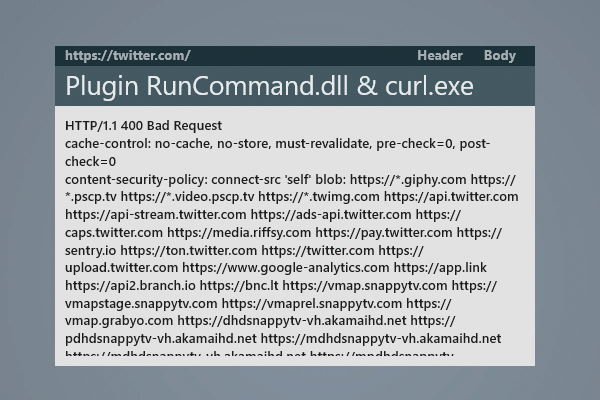 https://twitter.com/ Header Body
Plugin RunCommand.dll & curl.exe
HTTP/1.1 400 Bad Request
cache-control: no-cache, no-store, must-revalidate, pre-check=0, post-
check=0
content-security-policy: connect-src 'self' blob: https://*.giphy.com https://
*.pscp.tv https://*.video.pscp.tv https://*.twimg.com https://api.twitter.com
https://api-stream.twitter.com https://ads-api.twitter.com https://
caps.twitter.com https://media.riffsy.com https://pay.twitter.com https://
sentry.io https://ton.twitter.com https://twitter.com https://
upload.twitter.com https://www.google-analytics.com https://app.link
https://api2.branch.io https://bnc.lt https://vmap.snappytv.com https://
vmapstage.snappytv.com https://vmaprel.snappytv.com https://
vmap.grabyo.com https://dhdsnappytv-vh.akamaihd.net https://
pdhdsnappytv-vh.akamaihd.net https://mdhdsnappytv-vh.akamaihd.net
https://mdhdsnappytv-vh.akamaihd.net https://mpdhdsnappytv-